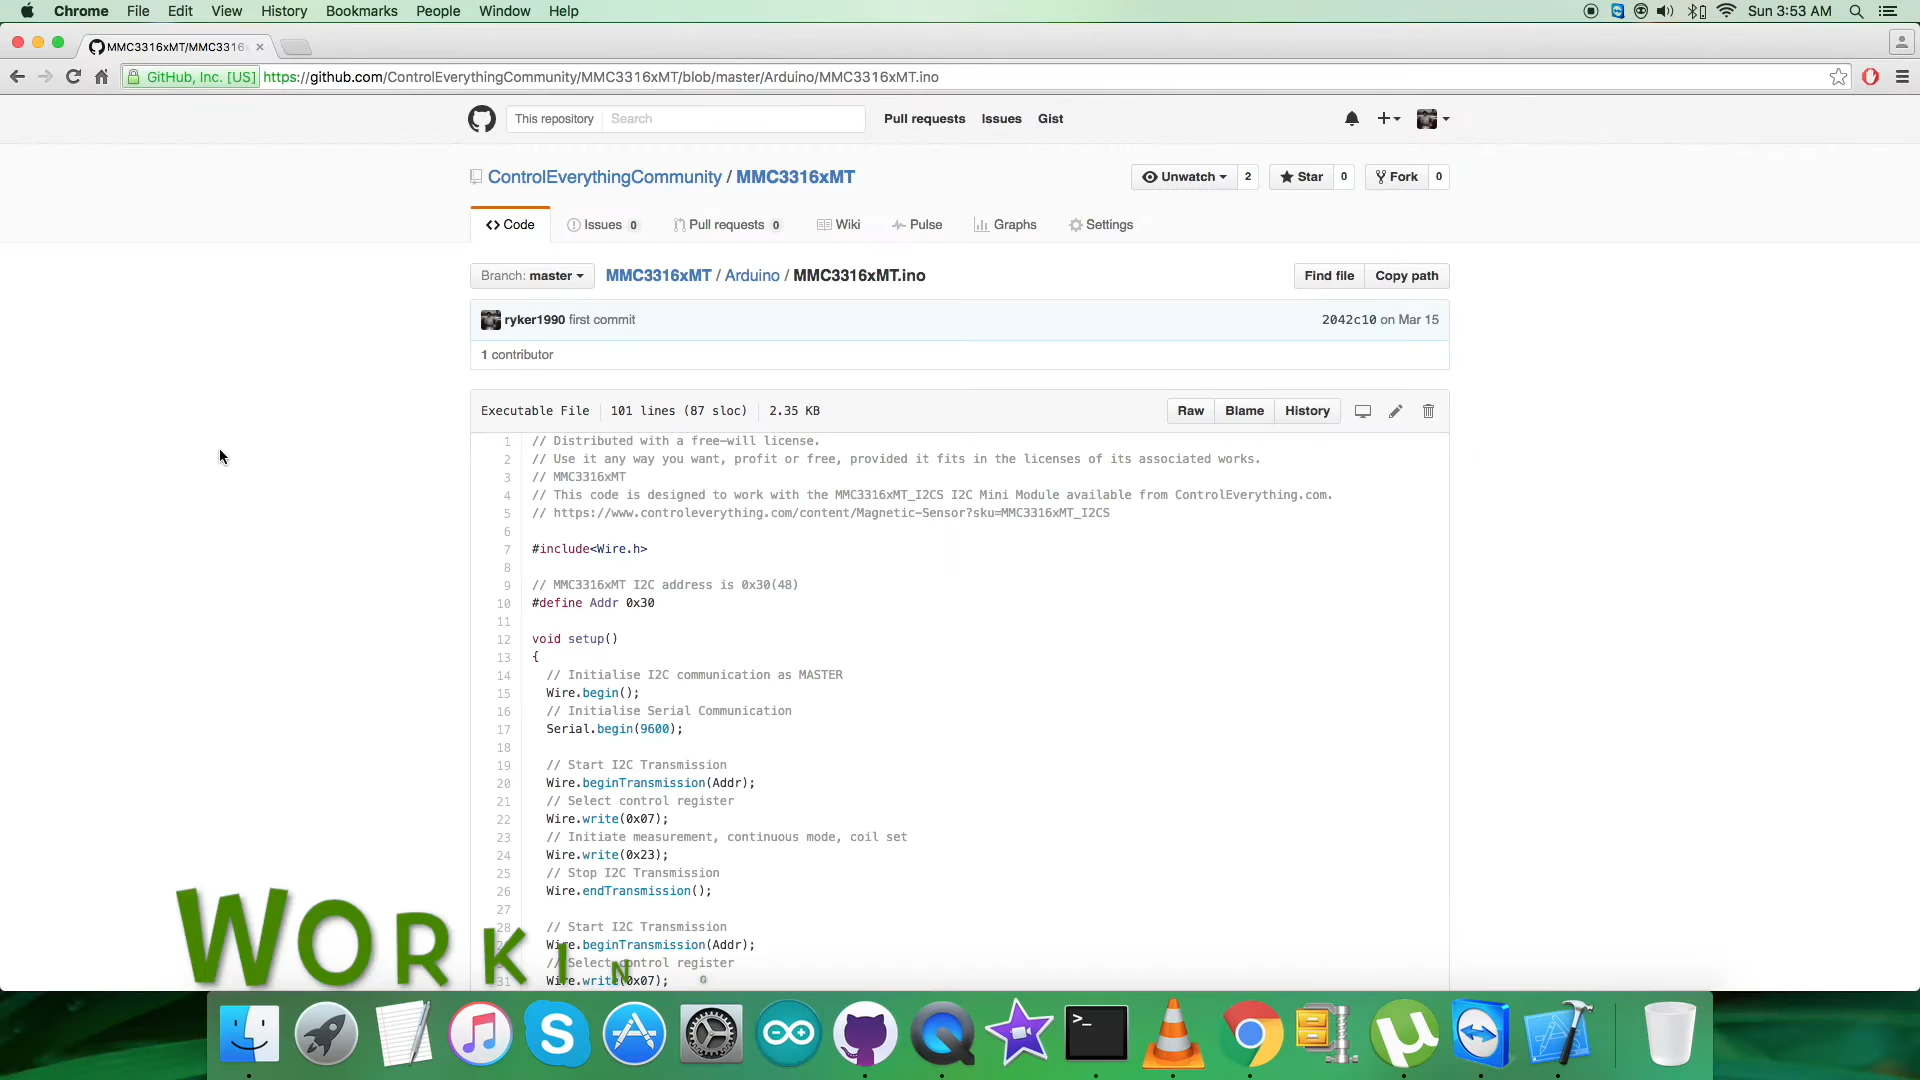 Chrome File Edit View History Bookmarks People Window Help Sun 3:53 AM
MMC3316xMT/MMC3316
GitHub, Inc. [US] https://github.com/ControlEverythingCommunity/MMC3316xMT/blob/master/Arduino/MMC3316xMT.ino
This repository Search Pull requests Issues Gist
ControlEverythingCommunity / MMC3316xMT Unwatch 2 Star 0 Fork 0
Code Issues 0 Pull requests 0 Wiki Pulse Graphs Settings
Branch: master MMC3316xMT / Arduino / MMC3316xMT.ino Find file Copy path
ryker1990 first commit 2042c10 on Mar 15
1 contributor
Executable File 101 lines (87 sloc) 2.35 KB Raw Blame History
1 // Distributed with a free-will license.
2 // Use it any way you want, profit or free, provided it fits in the licenses of its associated works.
3 // MMC3316xMT
4 // This code is designed to work with the MMC3316xMT_I2CS I2C Mini Module available from ControlEverything.com.
5 // https://www.controleverything.com/content/Magnetic-Sensor?sku=MMC3316xMT_I2CS
6
7 #include<Wire.h>
8
9 // MMC3316xMT I2C address is 0x30(48)
10 #define Addr 0x30
11
12 void setup()
13 {
14 // Initialise I2C communication as MASTER
15 Wire.begin();
16 // Initialise Serial Communication
17 Serial.begin(9600);
18
19 // Start I2C Transmission
20 Wire.beginTransmission(Addr);
21 // Select control register
22 Wire.write(0x07);
23 // Initiate measurement, continuous mode, coil set
24 Wire.write(0x23);
25 // Stop I2C Transmission
26 Wire.endTransmission();
27
28 // Start I2C Transmission
Wire.beginTransmission(Addr);
// Select control register
31 Wire.write(0x07);
WORKING